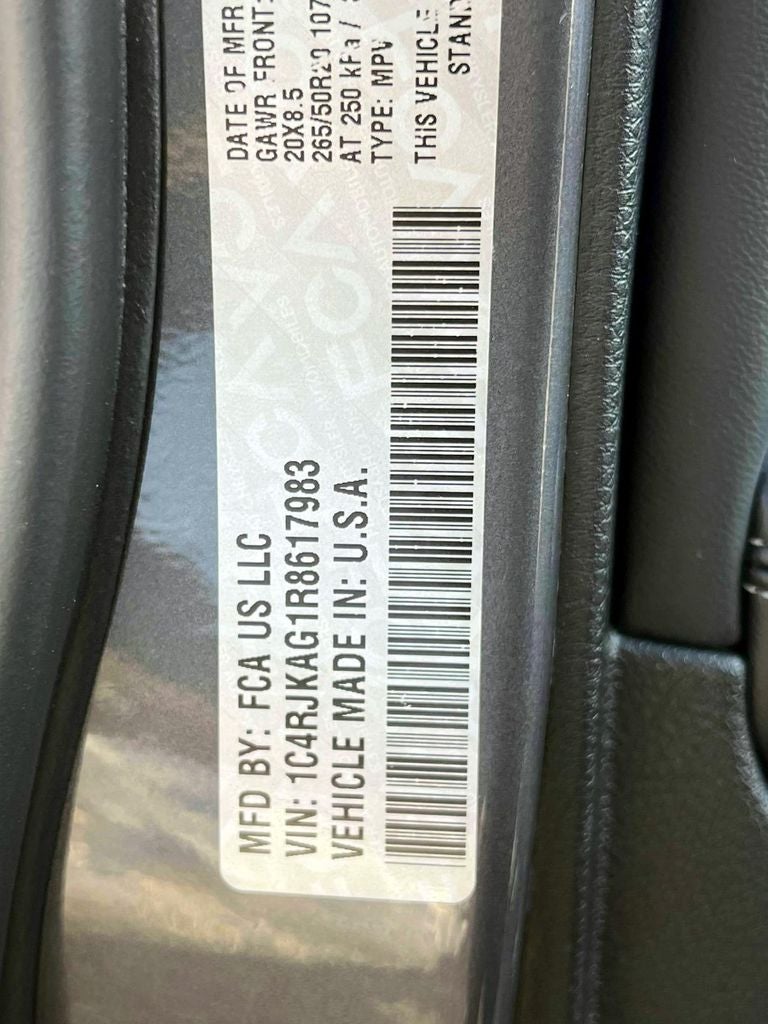 MFD BY: FCA US LLC
VIN: 1C4RJKAG1R8617983
VEHICLE MADE IN: U.S.A.
DATE OF MFR
GAWR FRONT:
20X8.5
265/50R20 107
AT 250 kPa /
TYPE: MPV
THIS VEHICLE
STAN